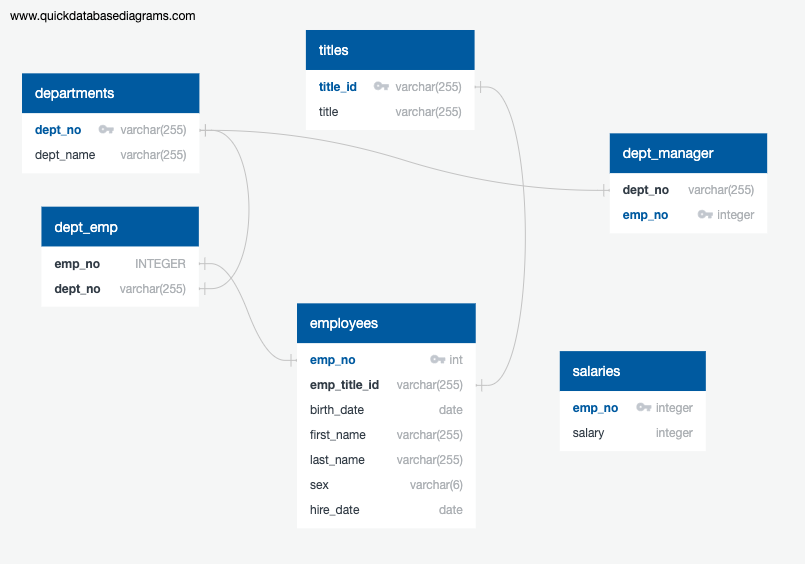 www.quickdatabasediagrams.com
titles
title_id varchar(255)
title varchar(255)
departments
dept_no varchar(255)
dept_name varchar(255)
dept_manager
dept_no varchar(255)
emp_no integer
dept_emp
emp_no INTEGER
dept_no varchar(255)
employees
emp_no int
emp_title_id varchar(255)
birth_date date
first_name varchar(255)
last_name varchar(255)
sex varchar(6)
hire_date date
salaries
emp_no integer
salary integer